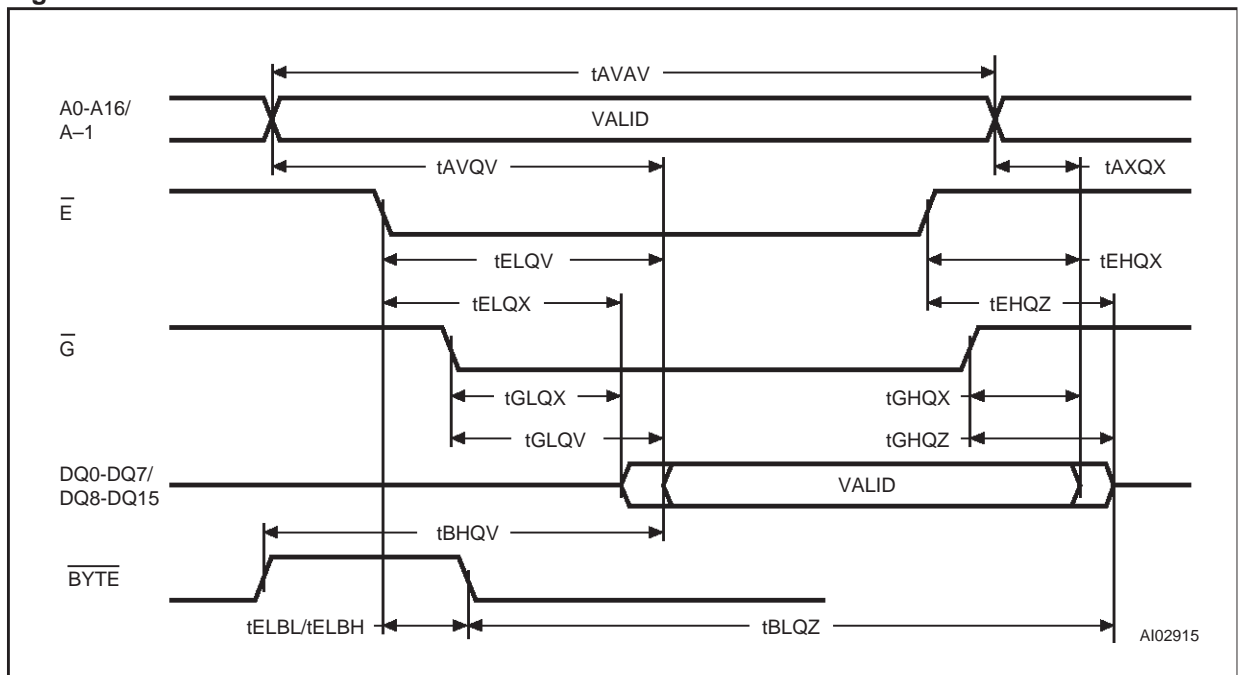 tAVAV
A0-A16/
A–1
VALID
tAVQV
tAXQX
E
tELQV
tEHQX
tELQX
tEHQZ
G
tGLQX
tGHQX
tGLQV
tGHQZ
DQ0-DQ7/
DQ8-DQ15
VALID
tBHQV
BYTE
tELBL/tELBH
tBLQZ
AI02915